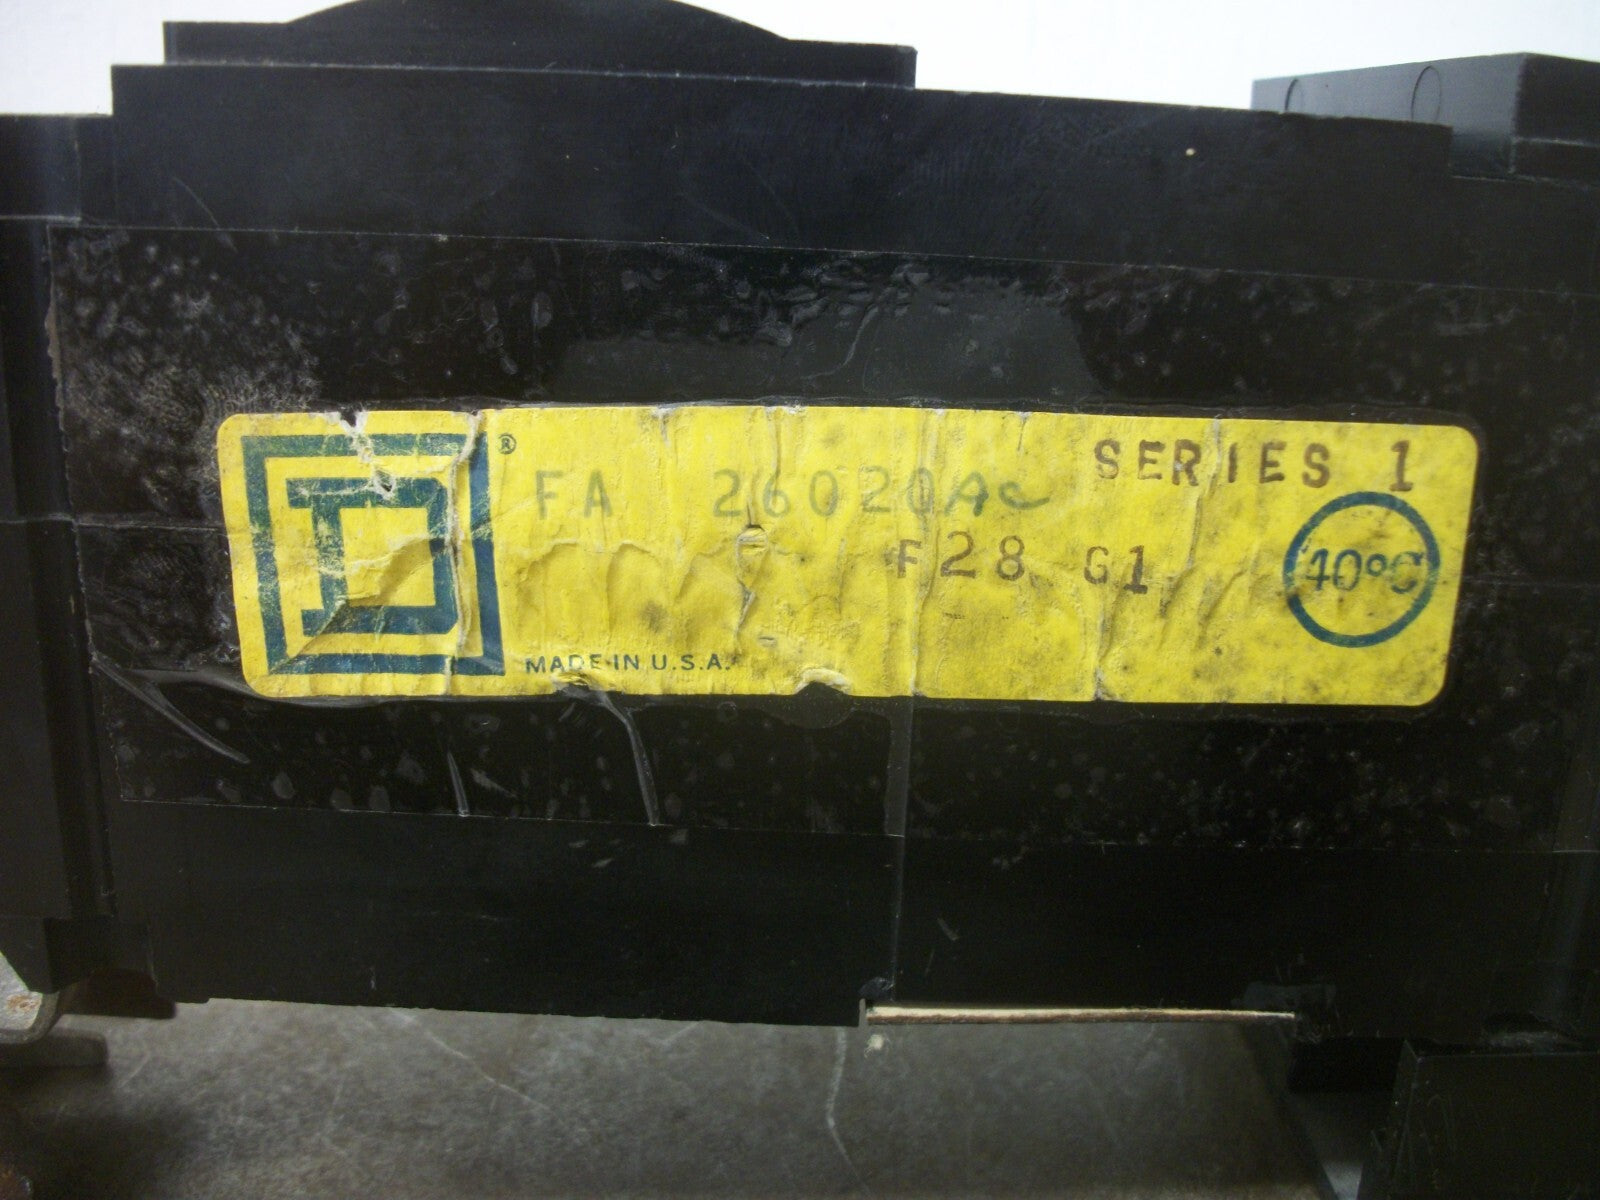 D ®
FA 26020AC
SERIES 1
F28 G1
40°C
MADE IN U.S.A.